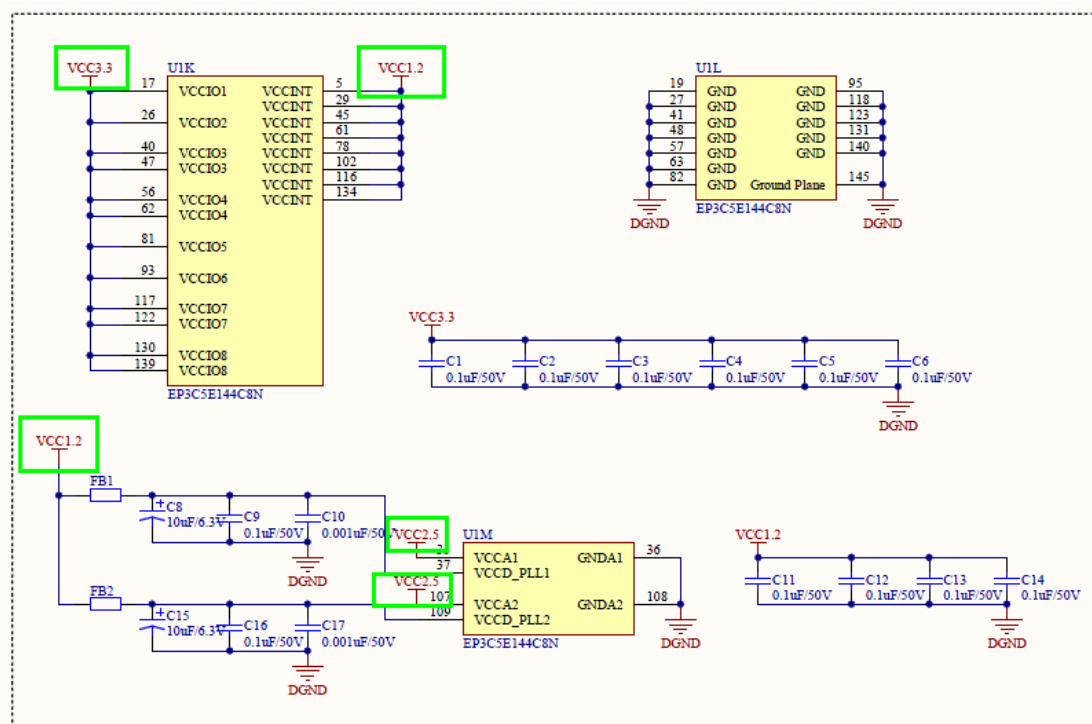 VCC3.3
U1K
VCC1.2
17 VCCIO1 VCCINT 5
VCCINT 29
26 VCCIO2 VCCINT 45
VCCINT 61
40 VCCIO3 VCCINT 78
47 VCCIO3 VCCINT 102
VCCINT 116
56 VCCIO4 VCCINT 134
62 VCCIO4
81 VCCIO5
93 VCCIO6
117 VCCIO7
122 VCCIO7
130 VCCIO8
139 VCCIO8
EP3C5E144C8N
U1L
19 GND GND 95
27 GND GND 118
41 GND GND 123
48 GND GND 131
57 GND GND 140
63 GND
82 GND Ground Plane 145
EP3C5E144C8N
DGND
DGND
VCC3.3
C1 C2 C3 C4 C5 C6
0.1uF/50V 0.1uF/50V 0.1uF/50V 0.1uF/50V 0.1uF/50V 0.1uF/50V
DGND
VCC1.2
FB1
C8 C9 C10
10uF/6.3V 0.1uF/50V 0.001uF/50V
DGND
FB2
C15 C16 C17
10uF/6.3V 0.1uF/50V 0.001uF/50V
DGND
VCC2.5
U1M
VCCA1 GNDA1 36
37 VCCD_PLL1
VCC2.5
107 VCCA2 GNDA2 108
109 VCCD_PLL2
EP3C5E144C8N
DGND
VCC1.2
C11 C12 C13 C14
0.1uF/50V 0.1uF/50V 0.1uF/50V 0.1uF/50V
DGND